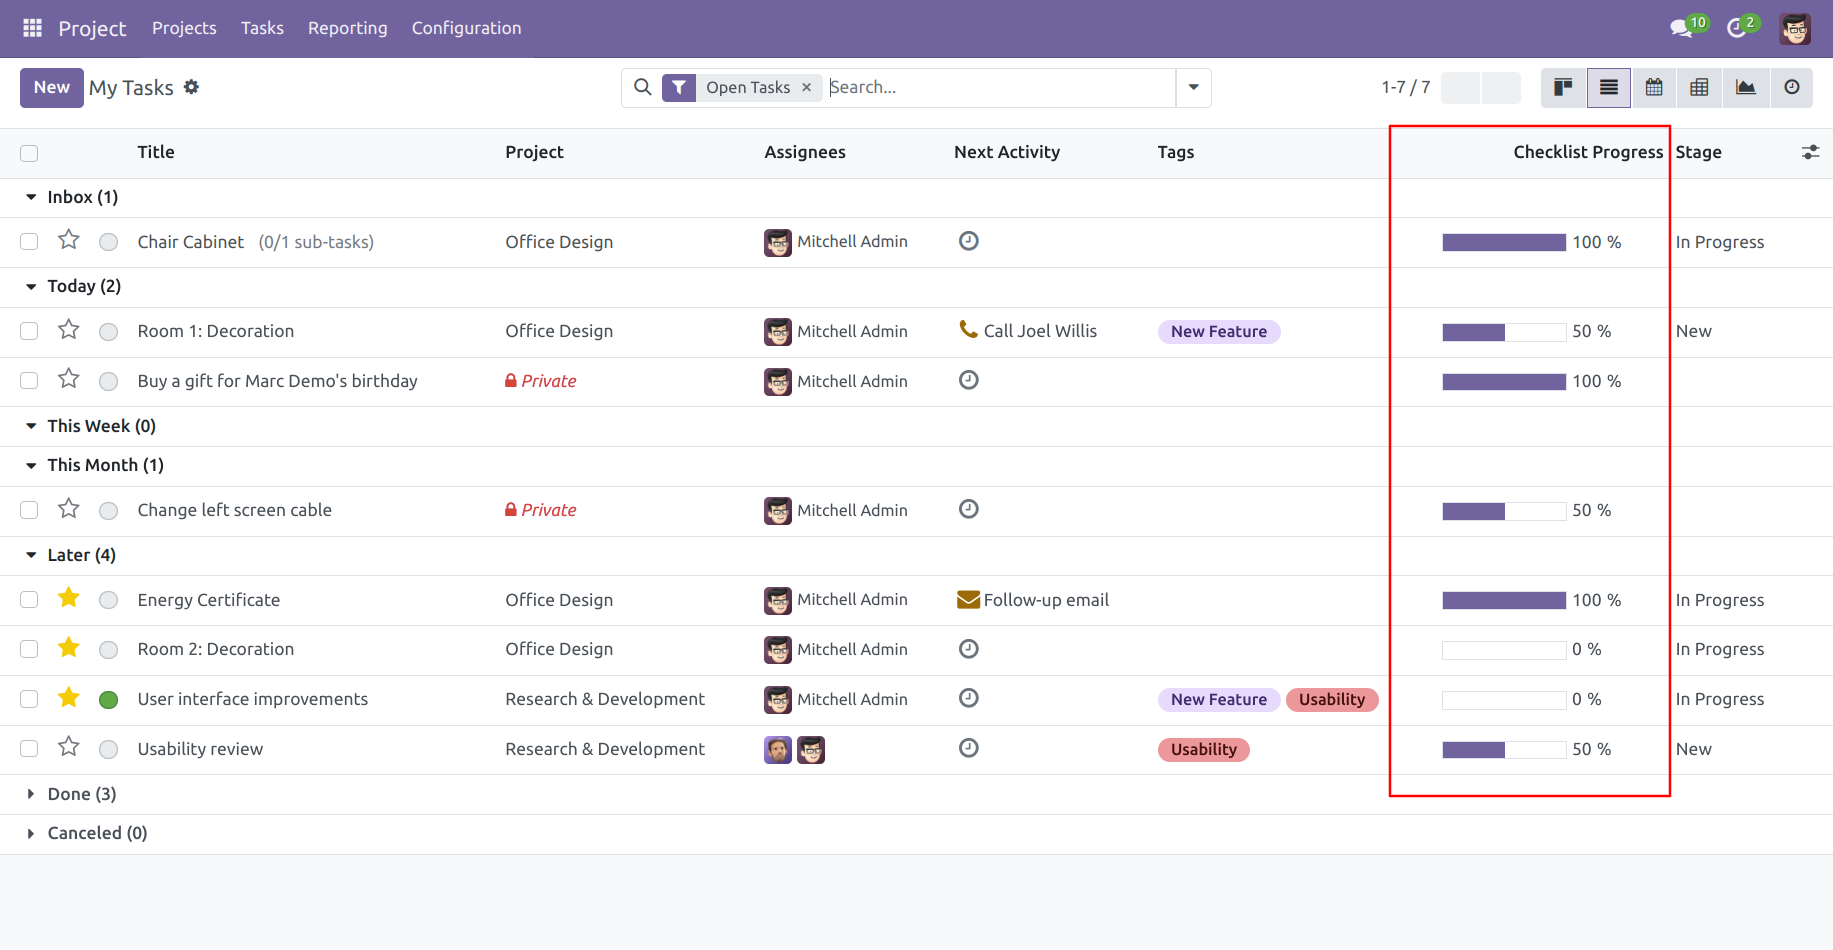 Project Projects Tasks Reporting Configuration 10 2
New My Tasks Open Tasks × Search... 1-7 / 7
Title Project Assignees Next Activity Tags Checklist Progress Stage
Inbox (1)
Chair Cabinet (0/1 sub-tasks) Office Design Mitchell Admin 100 % In Progress
Today (2)
Room 1: Decoration Office Design Mitchell Admin Call Joel Willis New Feature 50 % New
Buy a gift for Marc Demo's birthday Private Mitchell Admin 100 %
This Week (0)
This Month (1)
Change left screen cable Private Mitchell Admin 50 %
Later (4)
Energy Certificate Office Design Mitchell Admin Follow-up email 100 % In Progress
Room 2: Decoration Office Design Mitchell Admin 0 % In Progress
User interface improvements Research & Development Mitchell Admin New Feature Usability 0 % In Progress
Usability review Research & Development Usability 50 % New
Done (3)
Canceled (0)